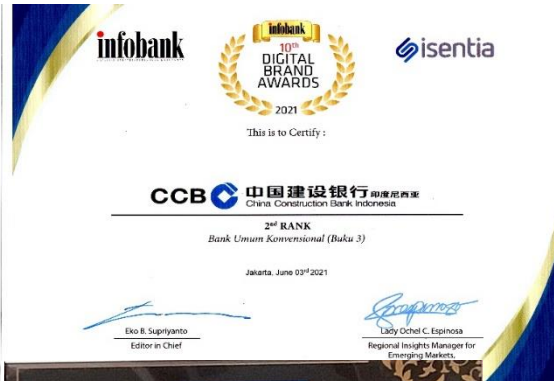 infobank
isentia
infobank
10th
DIGITAL
BRAND
AWARDS
2021
This is to Certify :
CCB 中国建设银行 印度尼西亚
China Construction Bank Indonesia
2nd RANK
Bank Umum Konvensional (Buku 3)
Jakarta, June 03rd 2021
Eko B. Supriyanto
Editor in Chief
Lady Ochel C. Espinosa
Regional Insights Manager for
Emerging Markets,